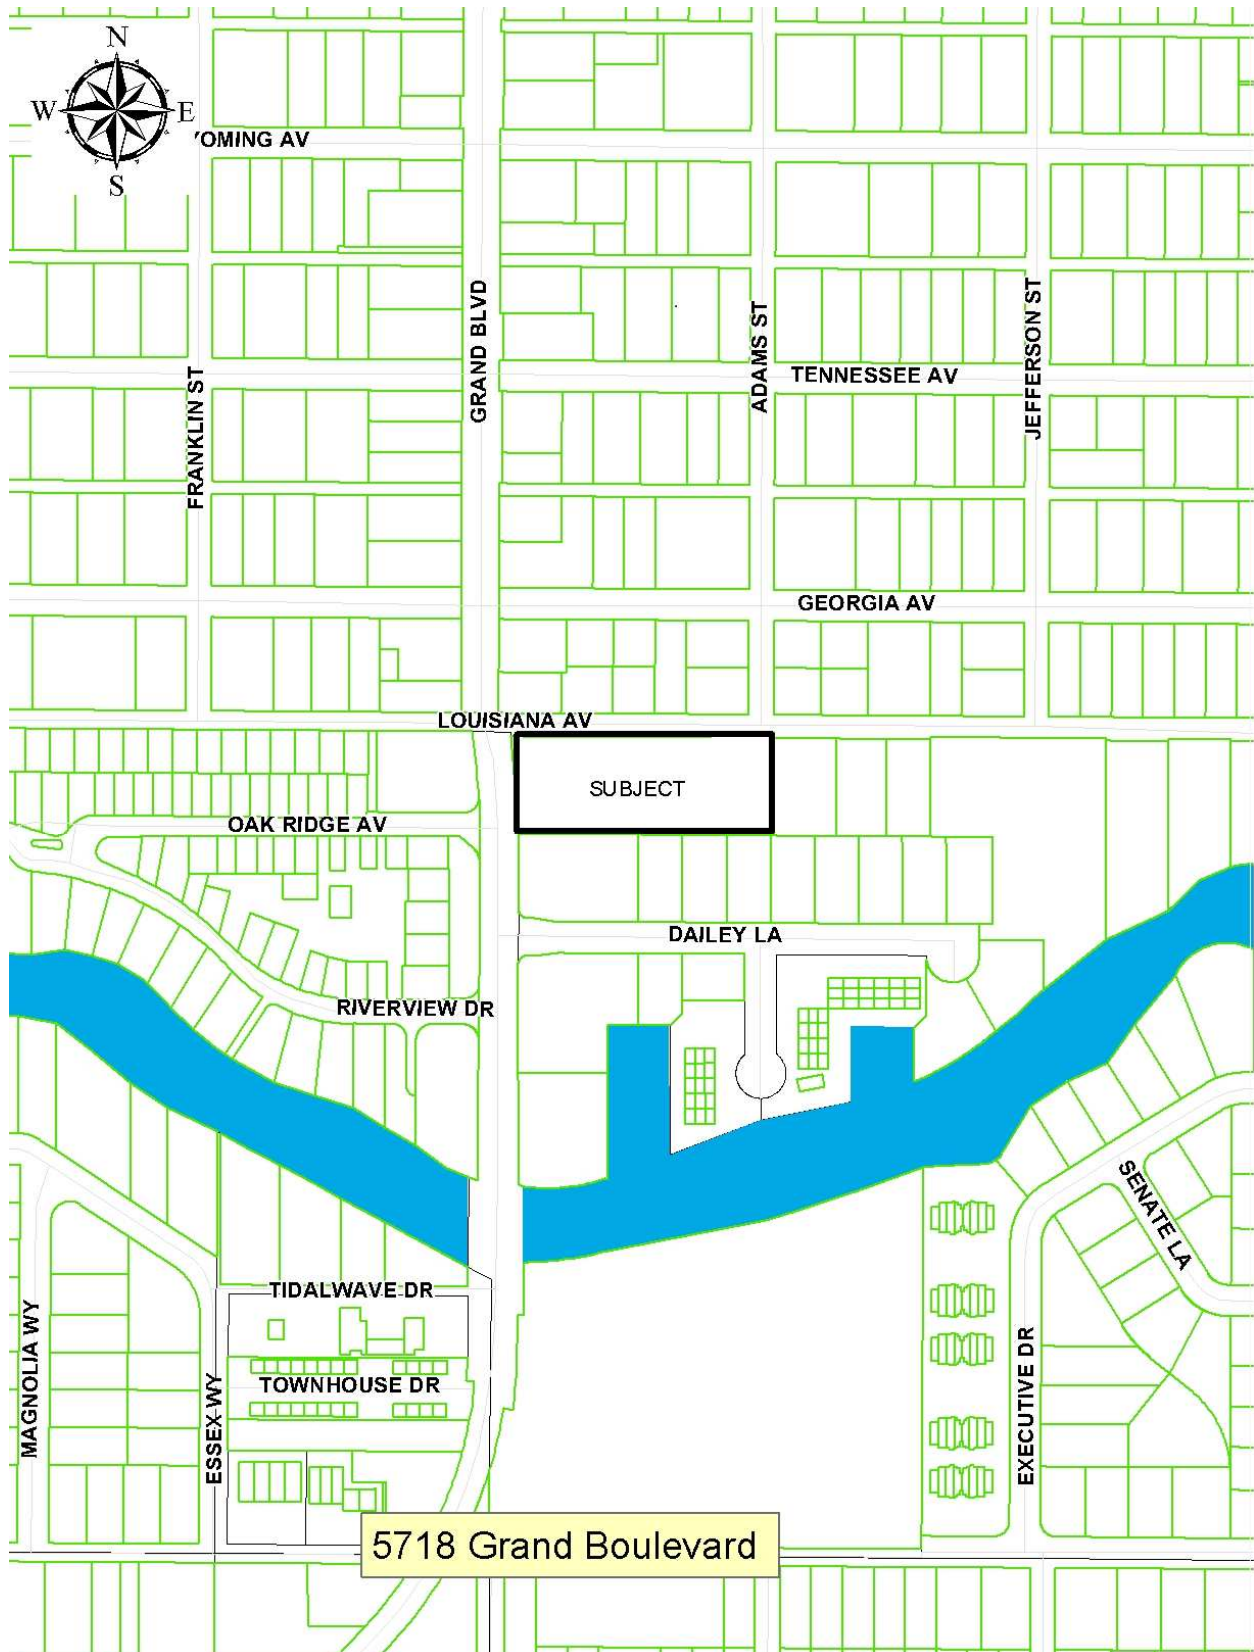 N
W E
S
YOMING AV
GRAND BLVD
ADAMS ST
JEFFERSON ST
TENNESSEE AV
FRANKLIN ST
GEORGIA AV
LOUISIANA AV
SUBJECT
OAK RIDGE AV
DAILEY LA
RIVERVIEW DR
SENATE LA
TIDALWAVE DR
MAGNOLIA WY
TOWNHOUSE DR
ESSEX WY
EXECUTIVE DR
5718 Grand Boulevard